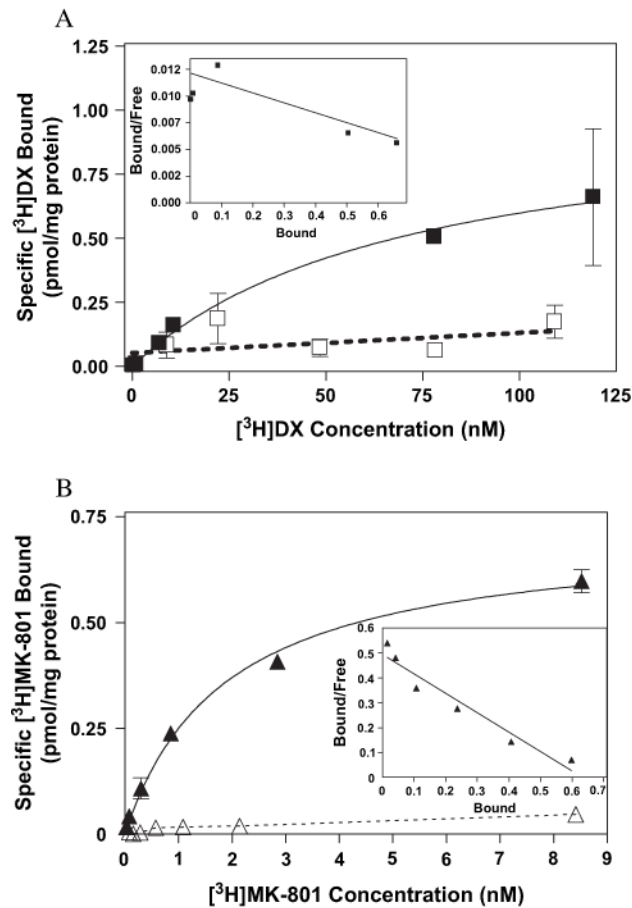 A
Specific [³H]DX Bound
(pmol/mg protein)
1.25
1.00
0.75
0.50
0.25
0.00
Bound/Free
0.012
0.010
0.007
0.005
0.002
0.000
0 0.1 0.2 0.3 0.4 0.5 0.6
Bound
0 25 50 75 100 125
[³H]DX Concentration (nM)
B
Specific [³H]MK-801 Bound
(pmol/mg protein)
0.75
0.50
0.25
0
Bound/Free
0.6
0.5
0.4
0.3
0.2
0.1
0
0 0.1 0.2 0.3 0.4 0.5 0.6 0.7
Bound
0 1 2 3 4 5 6 7 8 9
[³H]MK-801 Concentration (nM)